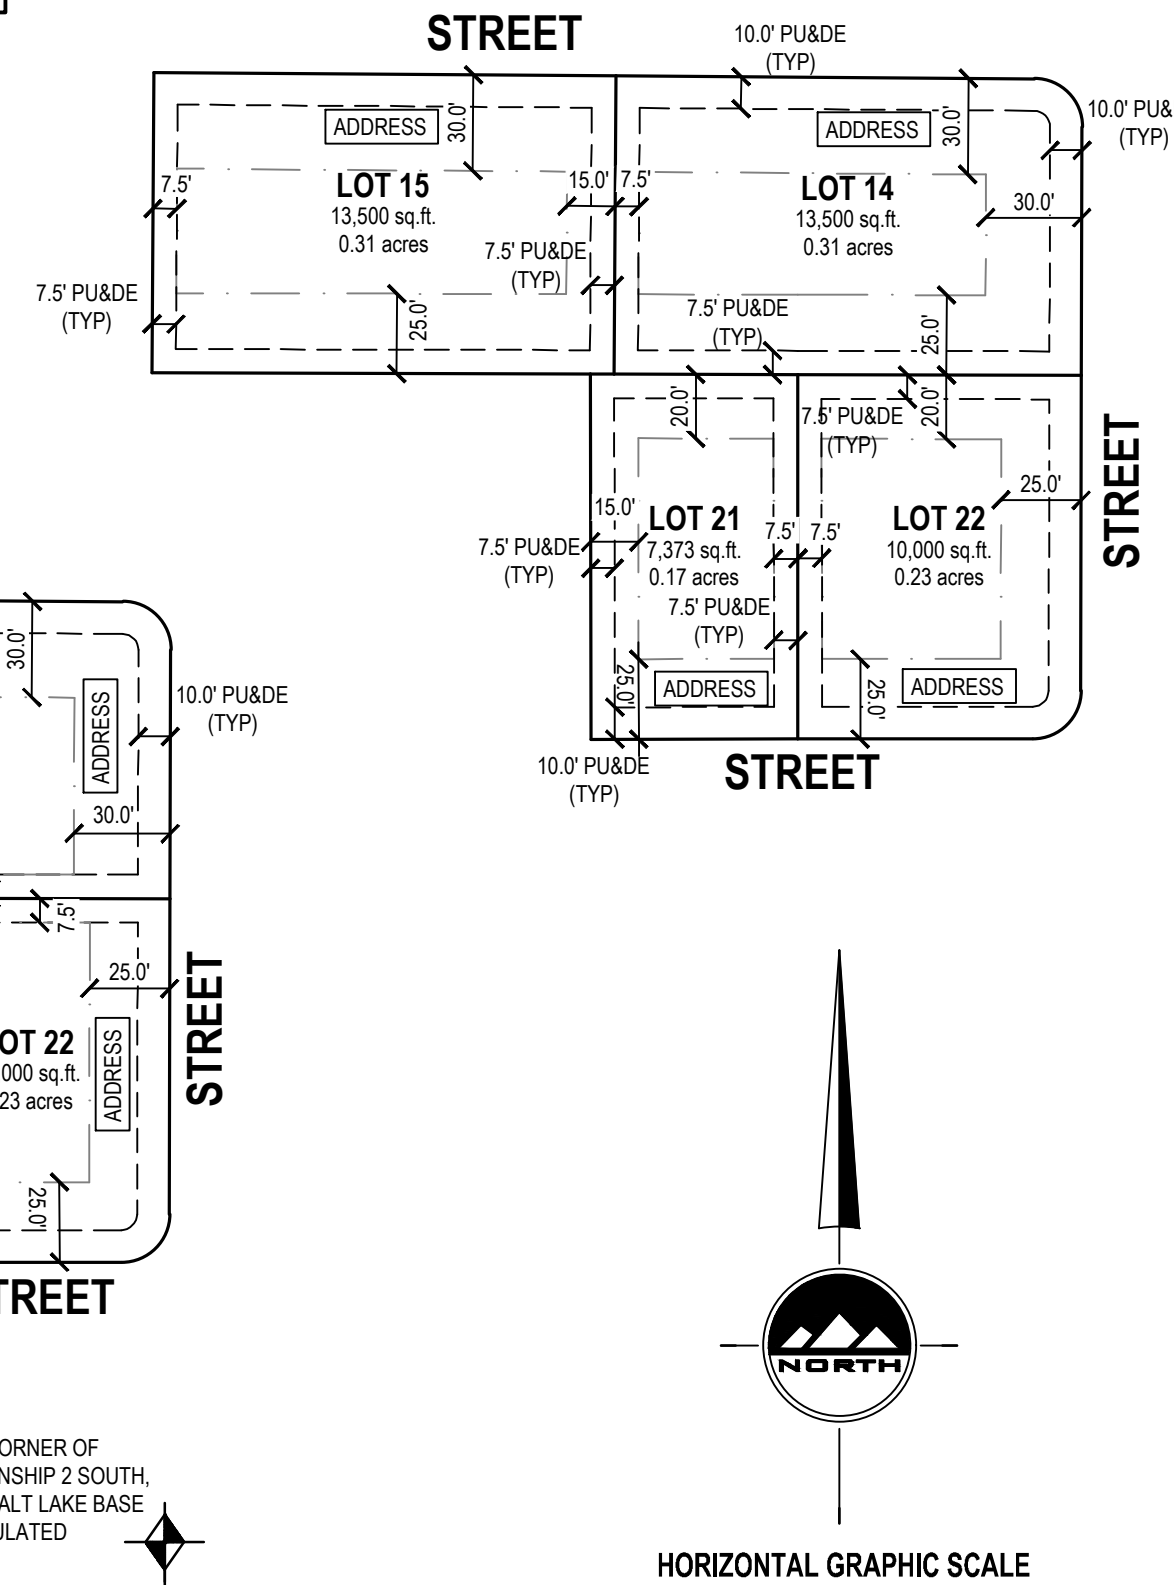 STREET
10.0' PU&DE
(TYP)
ADDRESS
30.0'
ADDRESS
30.0'
10.0' PU&
(TYP)
7.5'
LOT 15
13,500 sq.ft.
0.31 acres
15.0'
7.5'
LOT 14
13,500 sq.ft.
0.31 acres
30.0'
7.5' PU&DE
(TYP)
7.5' PU&DE
(TYP)
25.0'
7.5' PU&DE
(TYP)
25.0'
20.0'
7.5' PU&DE
(TYP)
20.0'
STREET
15.0'
LOT 21
7,373 sq.ft.
0.17 acres
7.5'
7.5'
LOT 22
10,000 sq.ft.
0.23 acres
25.0'
7.5' PU&DE
(TYP)
7.5' PU&DE
(TYP)
25.0'
ADDRESS
25.0'
ADDRESS
10.0' PU&DE
(TYP)
STREET
30.0'
ADDRESS
10.0' PU&DE
(TYP)
30.0'
7.5'
25.0'
STREET
OT 22
000 sq.ft.
23 acres
ADDRESS
25.0'
TREET
NORTH
ORNER OF
NSHIP 2 SOUTH,
ALT LAKE BASE
ULATED
HORIZONTAL GRAPHIC SCALE